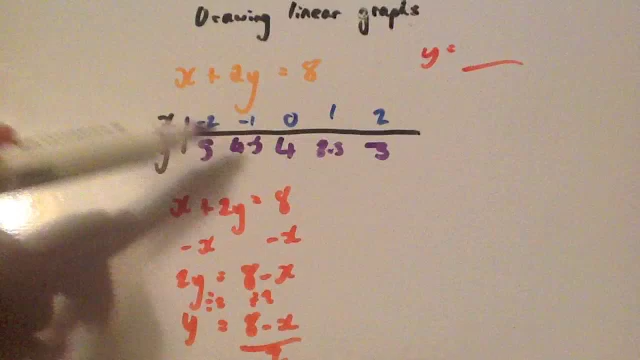 Drawing linear graphs
y = __
x + 2y = 8
x -2 -1 0 1 2
y 5 4.5 4 3.5 3
x + 2y = 8
-x -x
2y = 8 - x
÷2 ÷2
y = 8 - x
2